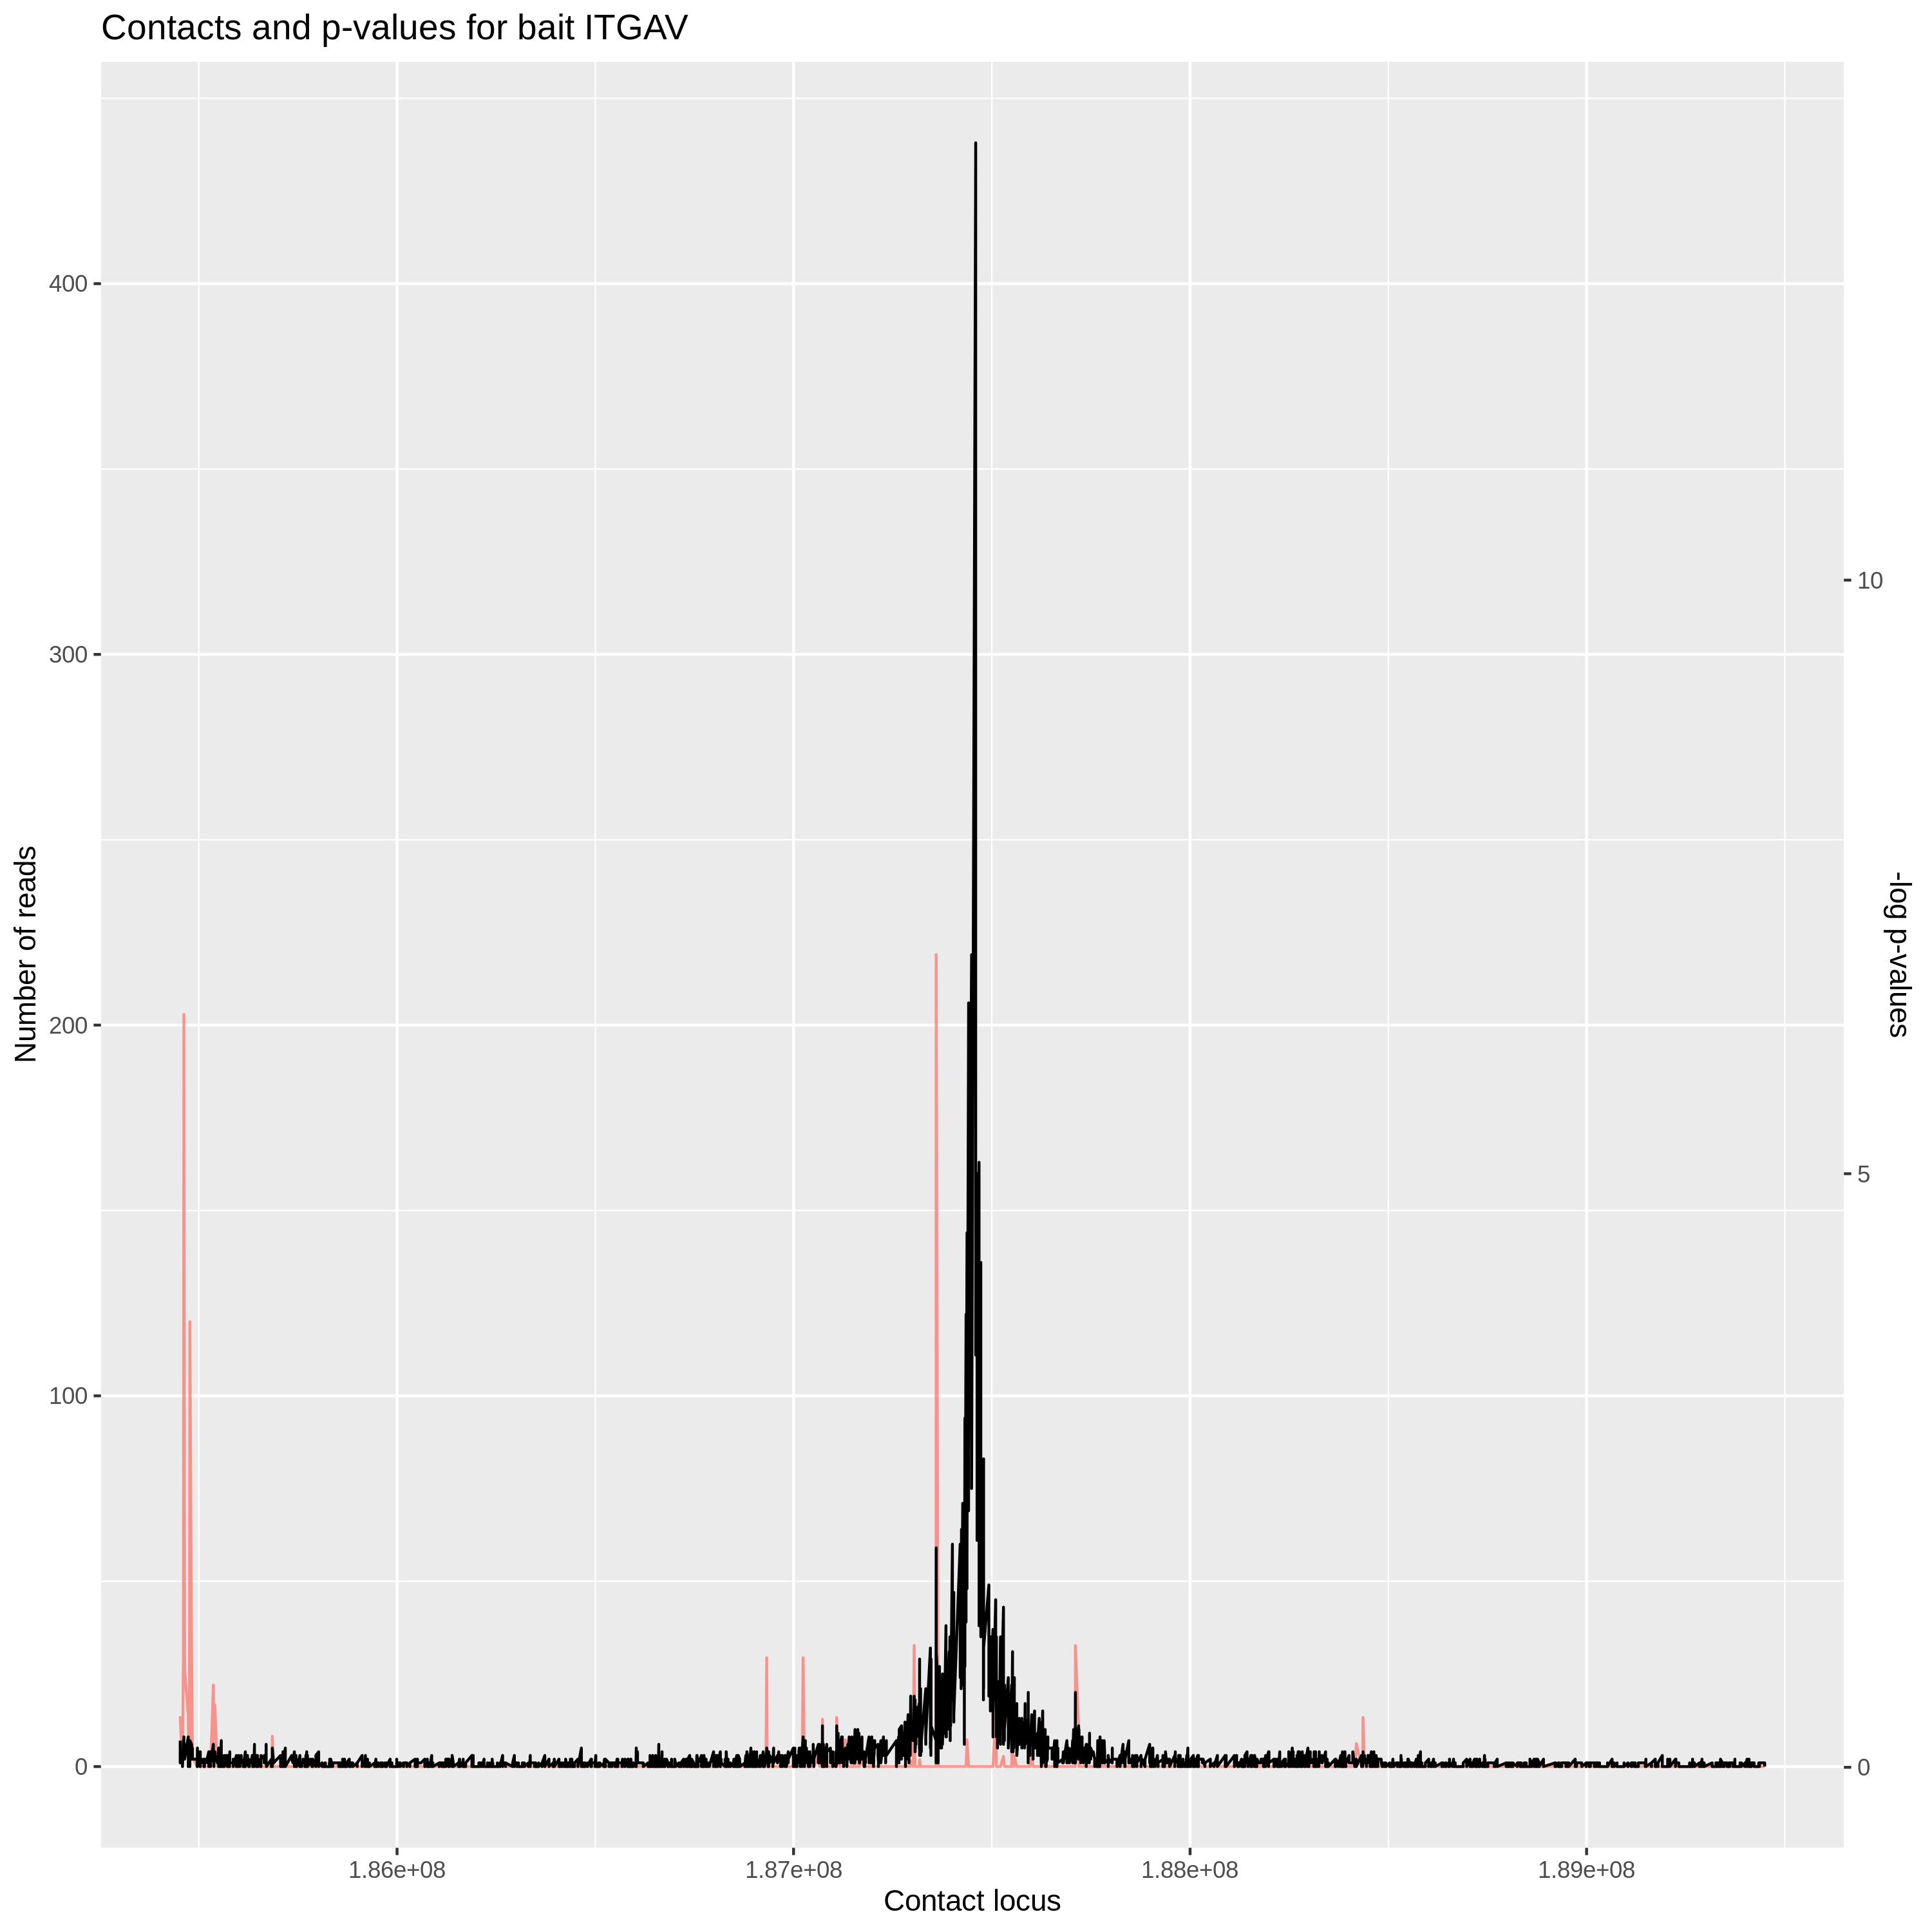 Contacts and p-values for bait ITGAV
400
300
200
100
0
Number of reads
10
5
0
-log p-values
1.86e+08
1.87e+08
1.88e+08
1.89e+08
Contact locus